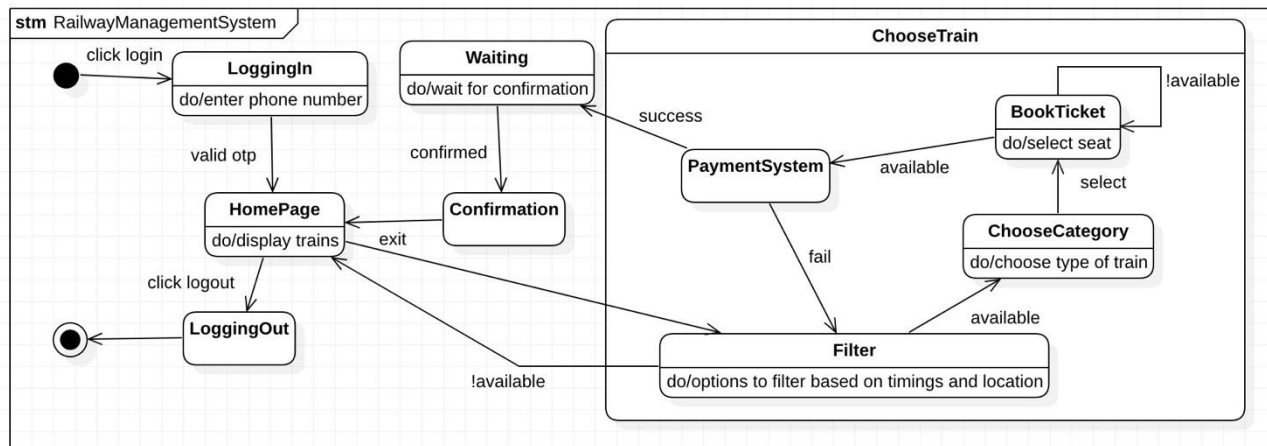 stm RailwayManagementSystem
click login
LoggingIn
do/enter phone number
valid otp
HomePage
do/display trains
click logout
LoggingOut
Waiting
do/wait for confirmation
confirmed
Confirmation
exit
ChooseTrain
success
PaymentSystem
available
BookTicket
do/select seat
!available
select
ChooseCategory
do/choose type of train
fail
available
Filter
do/options to filter based on timings and location
!available